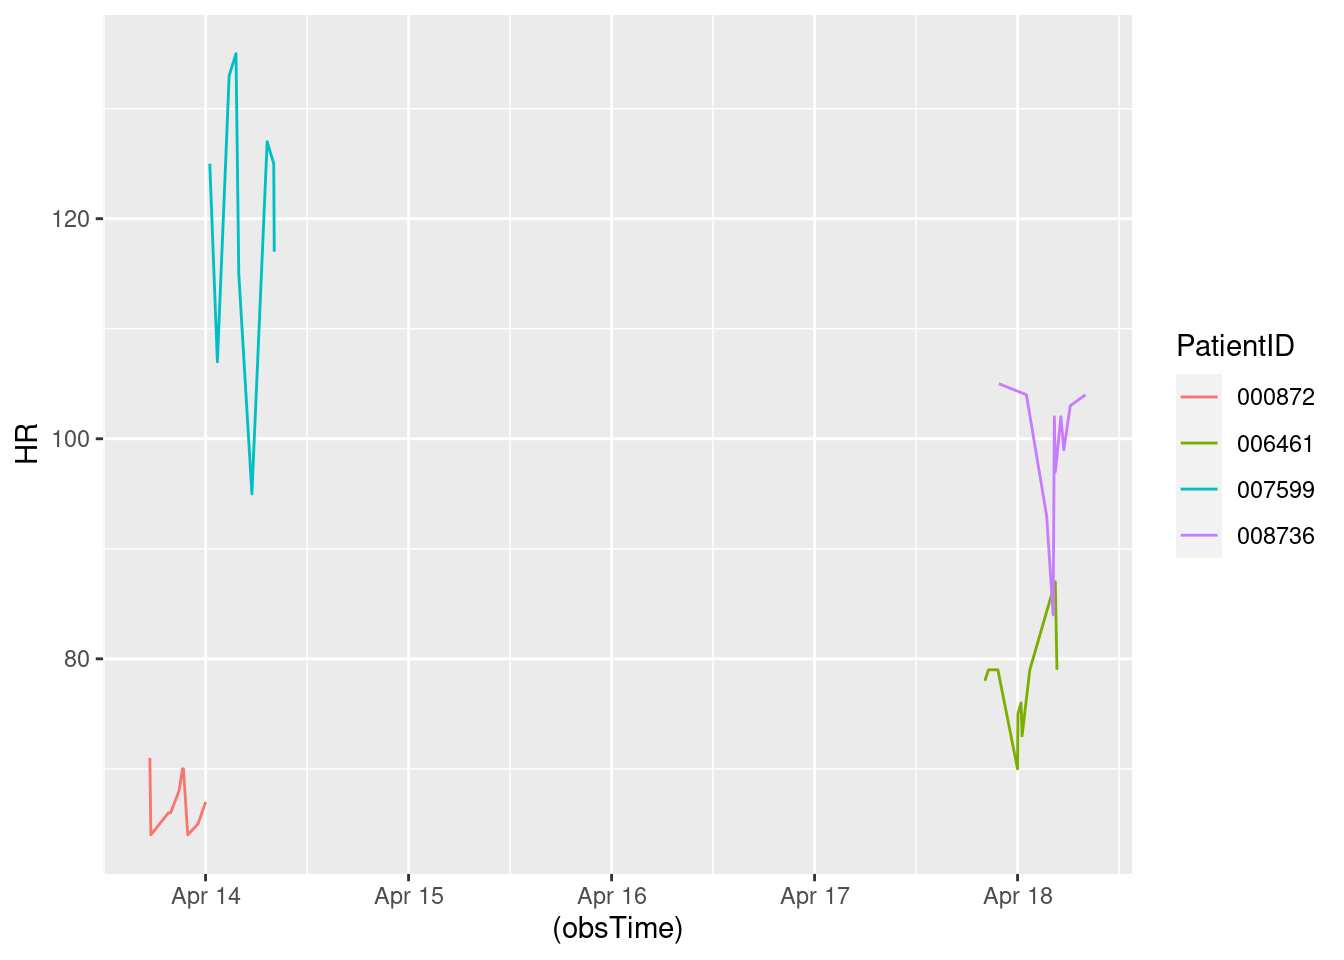 HR
120
100
80
Apr 14
Apr 15
Apr 16
Apr 17
Apr 18
(obsTime)
PatientID
000872
006461
007599
008736